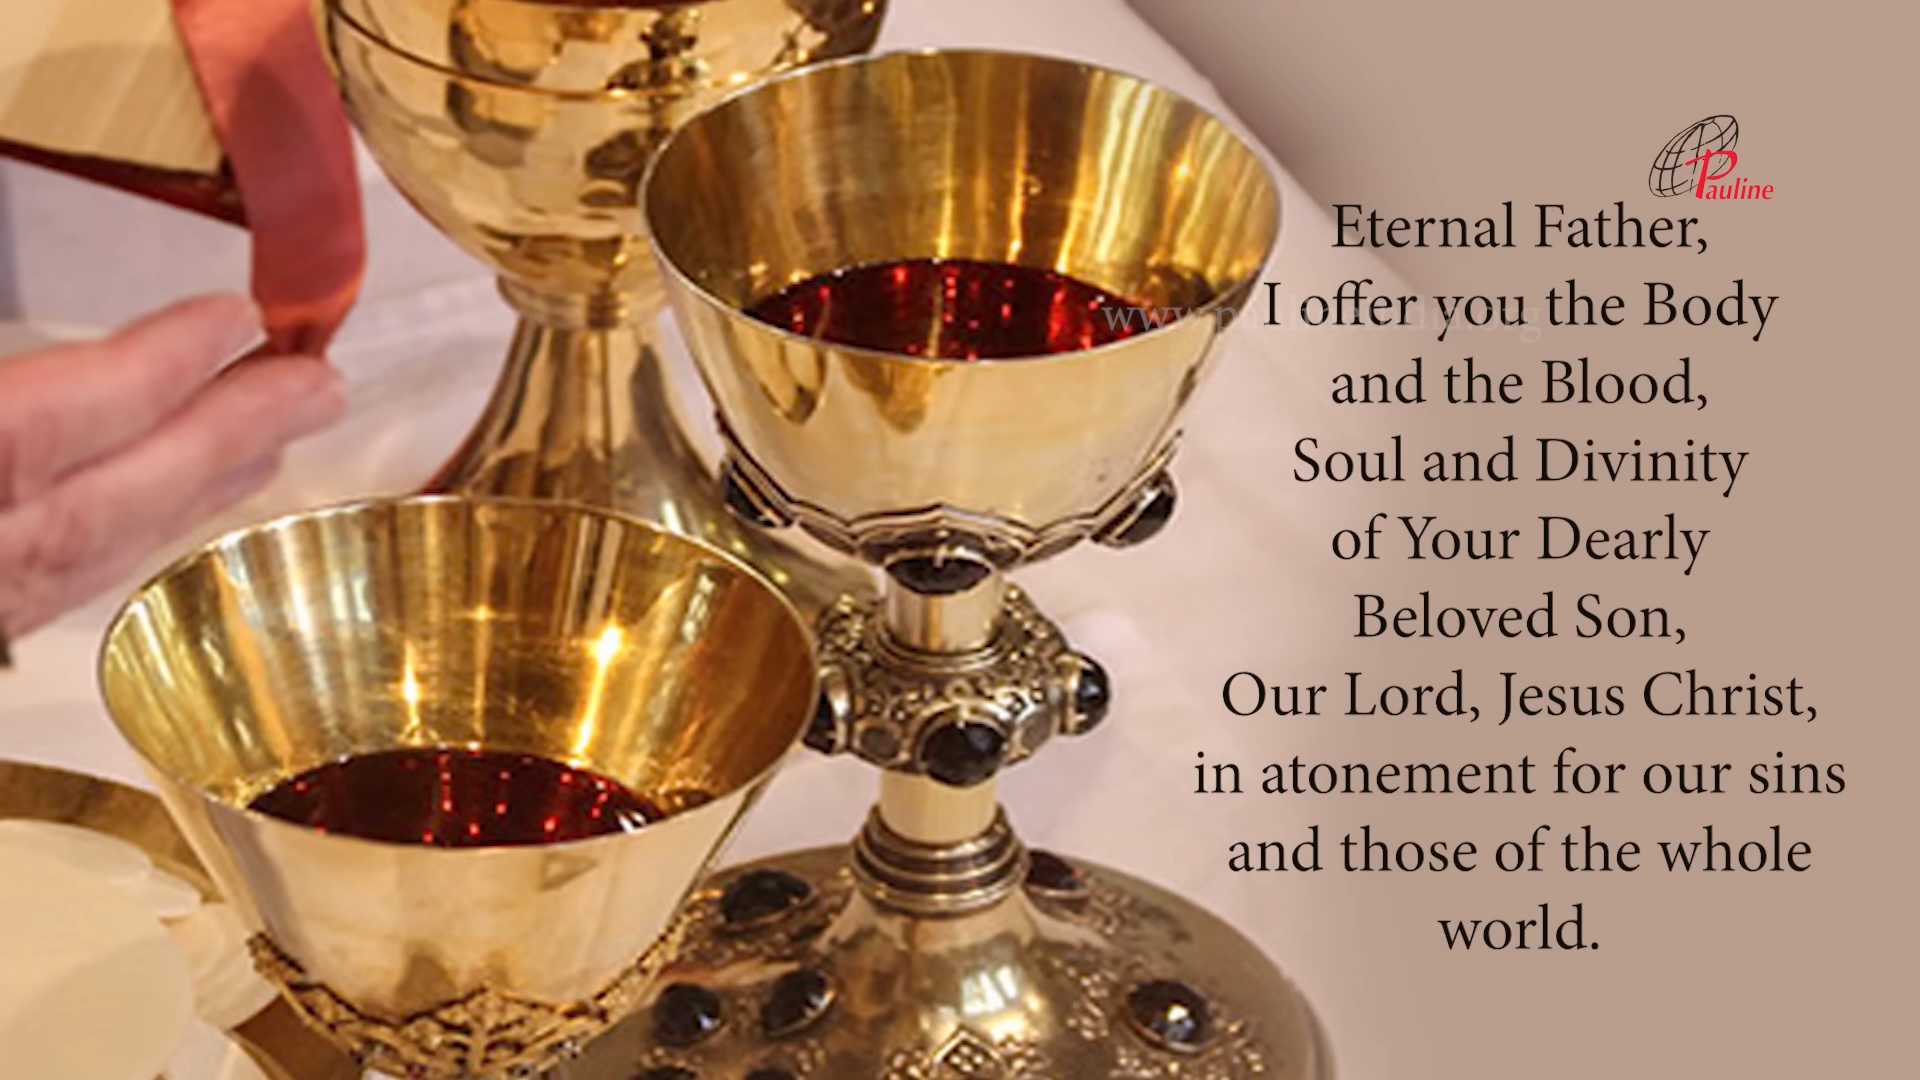 Pauline
Eternal Father,
I offer you the Body
and the Blood,
Soul and Divinity
of Your Dearly
Beloved Son,
Our Lord, Jesus Christ,
in atonement for our sins
and those of the whole
world.